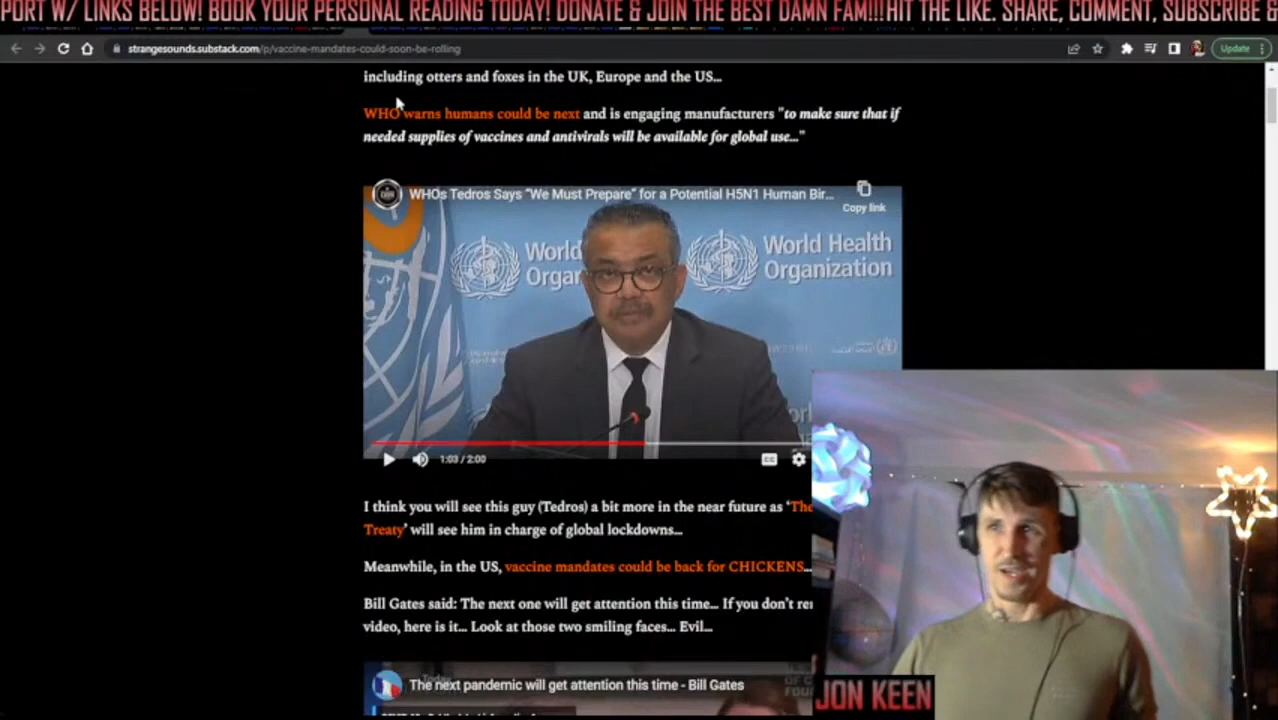 PORT W/ LINKS BELOW! BOOK YOUR PERSONAL READING TODAY! DONATE & JOIN THE BEST DAMN FAM!!!HIT THE LIKE. SHARE, COMMENT, SUBSCRIBE &
strangesounds.substack.com/p/vaccine-mandates-could-soon-be-rolling
Update
including otters and foxes in the UK, Europe and the US...
WHO warns humans could be next and is engaging manufacturers "to make sure that if
needed supplies of vaccines and antivirals will be available for global use..."
WHOs Tedros Says “We Must Prepare” for a Potential H5N1 Human Bir...
Copy link
World Health
Organization
1:03 / 2:00
CC
I think you will see this guy (Tedros) a bit more in the near future as ‘The
Treaty’ will see him in charge of global lockdowns...
Meanwhile, in the US, vaccine mandates could be back for CHICKENS...
Bill Gates said: The next one will get attention this time... If you don't
video, here is it... Look at those two smiling faces... Evil...
JON KEEN
Today
The next pandemic will get attention this time - Bill Gates